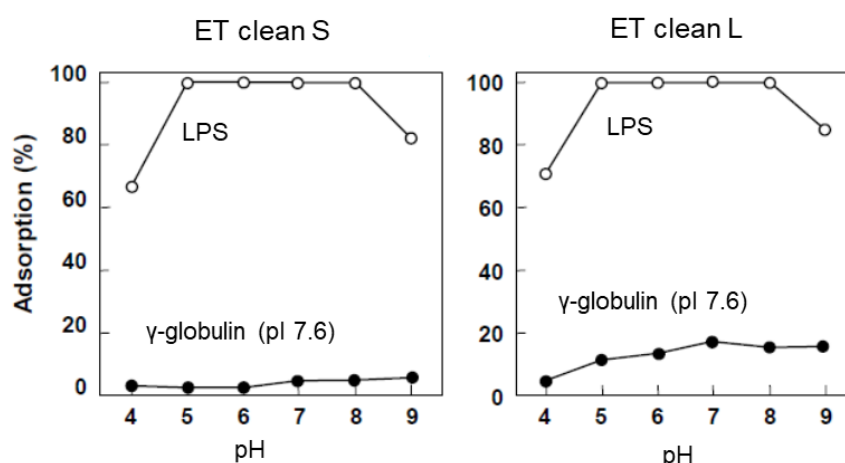 ET clean S
100
80
60
40
20
0
Adsorption (%)
LPS
γ-globulin (pI 7.6)
4 5 6 7 8 9
pH
ET clean L
100
80
60
40
20
0
LPS
γ-globulin (pI 7.6)
4 5 6 7 8 9
pH